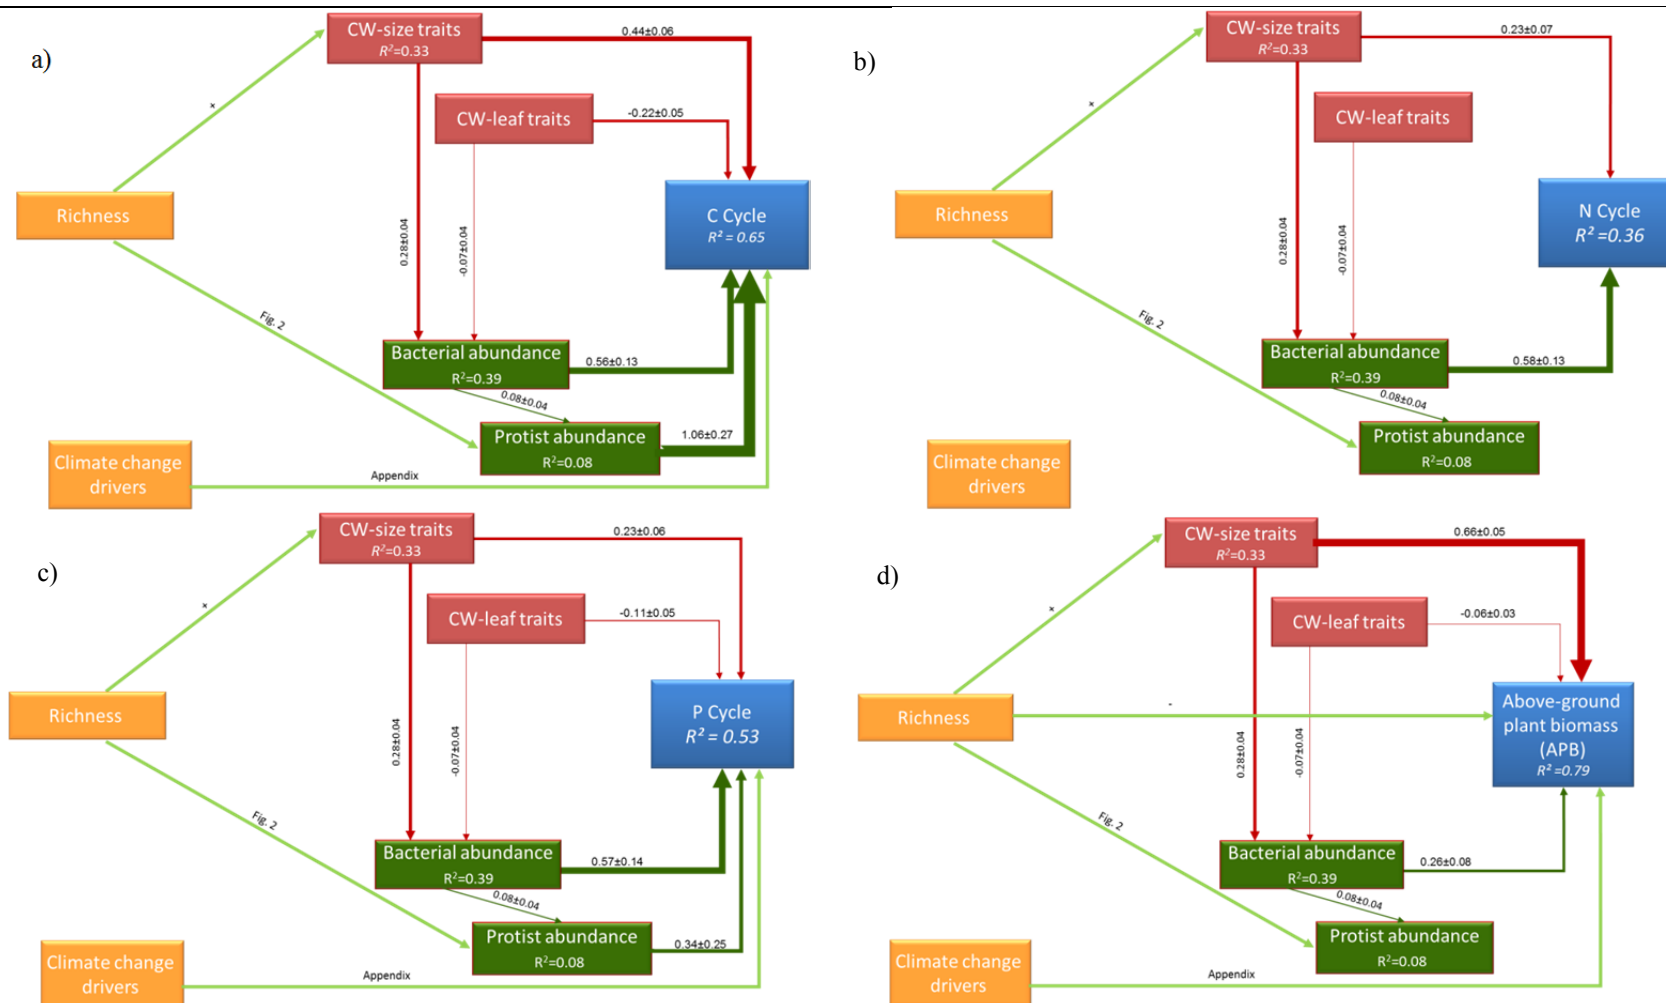 a)
CW-size traits
R²=0.33
0.44±0.06
CW-leaf traits
-0.22±0.05
+
Richness
C Cycle
R² = 0.65
0.28±0.04
-0.07±0.04
Fig. 2
Bacterial abundance
R²=0.39
0.56±0.13
0.08±0.04
Protist abundance
R²=0.08
1.06±0.27
Climate change
drivers
Appendix
b)
CW-size traits
R²=0.33
0.23±0.07
CW-leaf traits
+
Richness
N Cycle
R² =0.36
0.28±0.04
-0.07±0.04
Fig. 2
Bacterial abundance
R²=0.39
0.58±0.13
0.08±0.04
Protist abundance
R²=0.08
Climate change
drivers
c)
CW-size traits
R²=0.33
0.23±0.06
CW-leaf traits
-0.11±0.05
+
Richness
P Cycle
R² = 0.53
0.28±0.04
-0.07±0.04
Fig. 2
Bacterial abundance
R²=0.39
0.57±0.14
0.08±0.04
Protist abundance
R²=0.08
0.34±0.25
Climate change
drivers
Appendix
d)
CW-size traits
R²=0.33
0.66±0.05
CW-leaf traits
-0.06±0.03
+
Richness
-
Above-ground
plant biomass
(APB)
R² =0.79
0.28±0.04
-0.07±0.04
Fig. 2
Bacterial abundance
R²=0.39
0.26±0.08
0.08±0.04
Protist abundance
R²=0.08
Climate change
drivers
Appendix